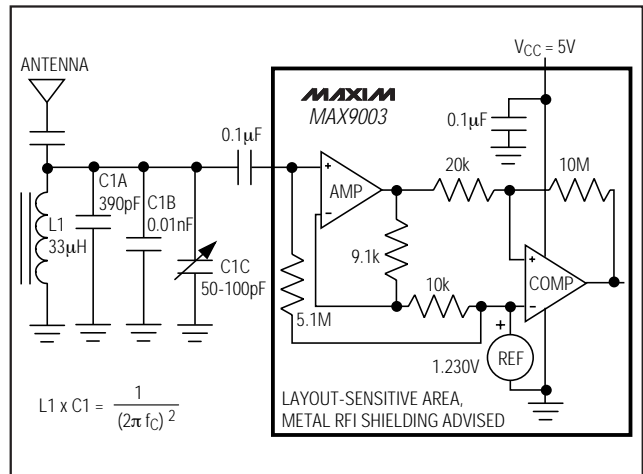 V_CC = 5V
ANTENNA
MAXIM
MAX9003
0.1µF
0.1µF
20k
10M
C1A
390pF
C1B
0.01nF
+
AMP
−
L1
33µH
9.1k
+
COMP
−
C1C
50-100pF
10k
5.1M
+
REF
1.230V
L1 x C1 = 1 / (2π f_C)²
LAYOUT-SENSITIVE AREA,
METAL RFI SHIELDING ADVISED